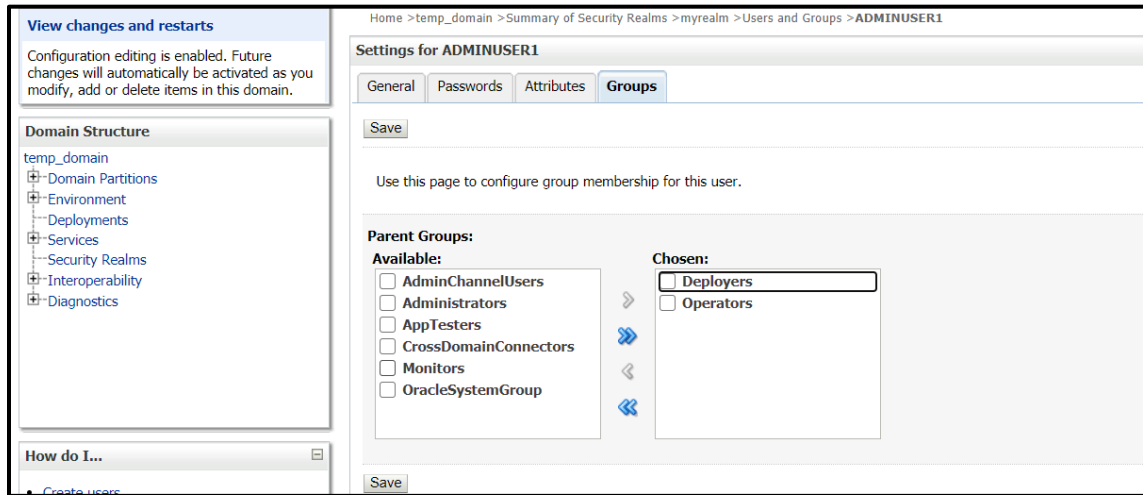 View changes and restarts
Configuration editing is enabled. Future
changes will automatically be activated as you
modify, add or delete items in this domain.
Domain Structure
temp_domain
Domain Partitions
Environment
Deployments
Services
Security Realms
Interoperability
Diagnostics
How do I...
Create users
Home >temp_domain >Summary of Security Realms >myrealm >Users and Groups >ADMINUSER1
Settings for ADMINUSER1
General Passwords Attributes Groups
Save
Use this page to configure group membership for this user.
Parent Groups:
Available:
AdminChannelUsers
Administrators
AppTesters
CrossDomainConnectors
Monitors
OracleSystemGroup
Chosen:
Deployers
Operators
Save